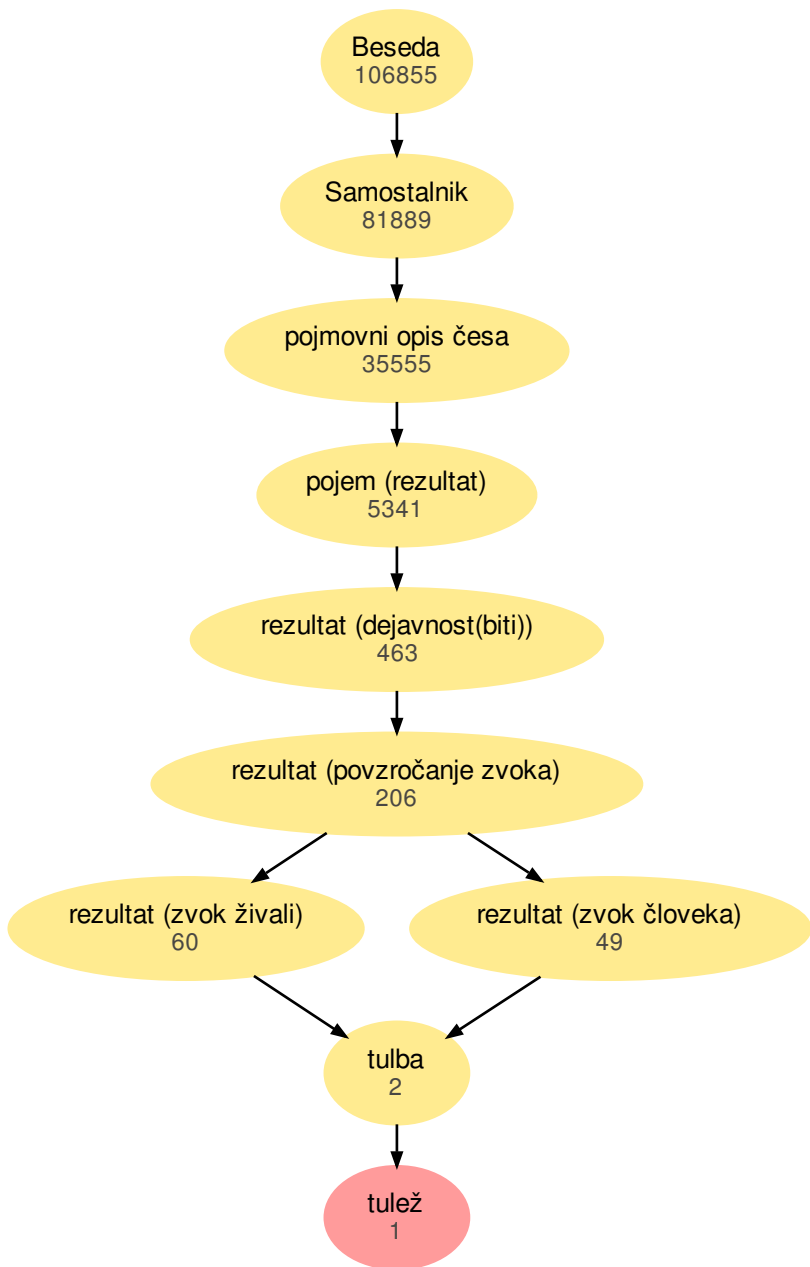 Beseda
106855
Samostalnik
81889
pojmovni opis česa
35555
pojem (rezultat)
5341
rezultat (dejavnost(biti))
463
rezultat (povzročanje zvoka)
206
rezultat (zvok živali)
60
rezultat (zvok človeka)
49
tulba
2
tulež
1